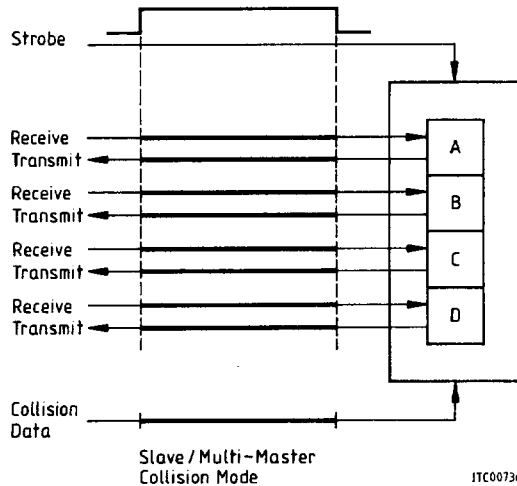 Strobe
Receive
Transmit
A
Receive
Transmit
B
Receive
Transmit
C
Receive
Transmit
D
Collision
Data
Slave / Multi-Master
Collision Mode